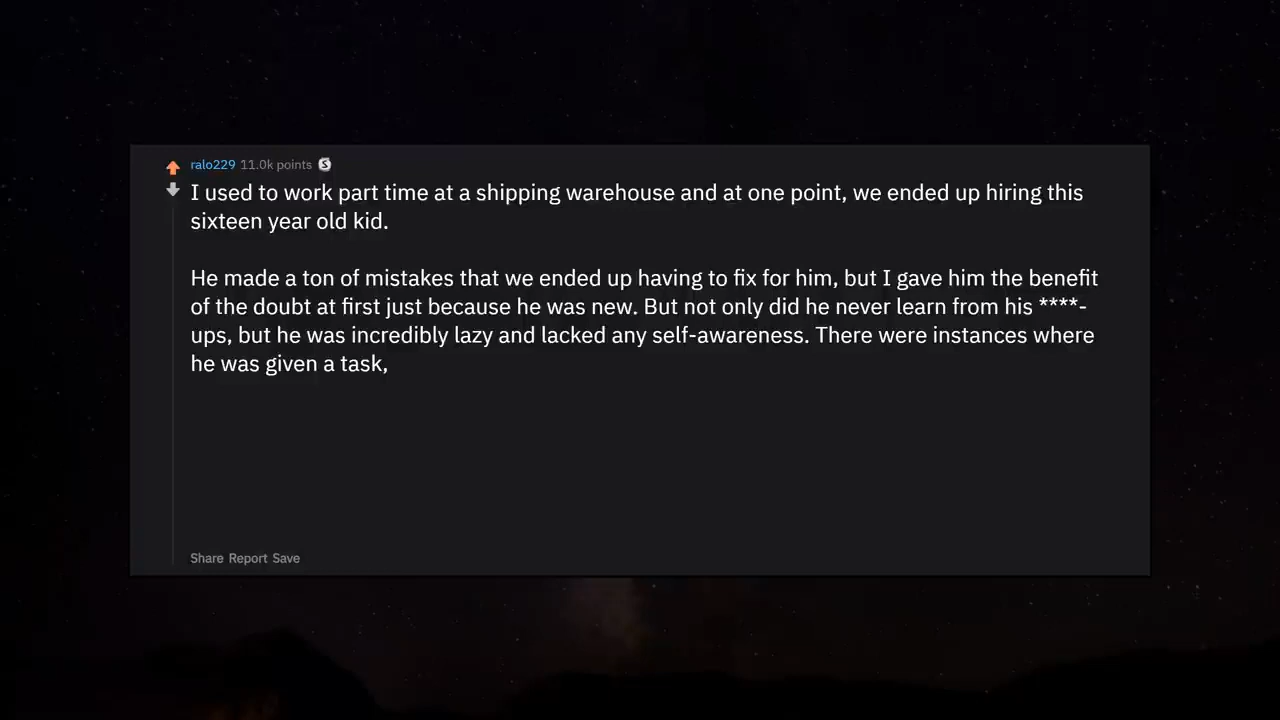 ralo229 11.0k points S
I used to work part time at a shipping warehouse and at one point, we ended up hiring this
sixteen year old kid.
He made a ton of mistakes that we ended up having to fix for him, but I gave him the benefit
of the doubt at first just because he was new. But not only did he never learn from his ****-
ups, but he was incredibly lazy and lacked any self-awareness. There were instances where
he was given a task,
Share Report Save